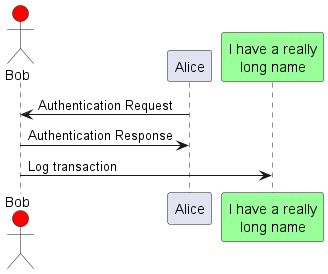 Bob
Alice
I have a really
long name
Authentication Request
Authentication Response
Log transaction
Bob
Alice
I have a really
long name